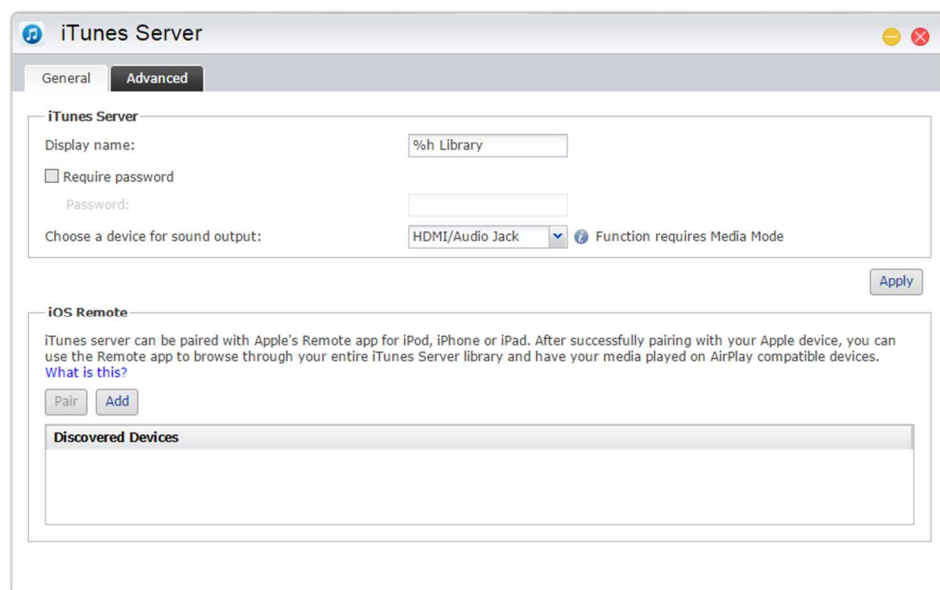 iTunes Server
General
Advanced
iTunes Server
Display name:
%h Library
Require password
Password:
Choose a device for sound output:
HDMI/Audio Jack
Function requires Media Mode
Apply
iOS Remote
iTunes server can be paired with Apple's Remote app for iPod, iPhone or iPad. After successfully pairing with your Apple device, you can
use the Remote app to browse through your entire iTunes Server library and have your media played on AirPlay compatible devices.
What is this?
Pair
Add
Discovered Devices